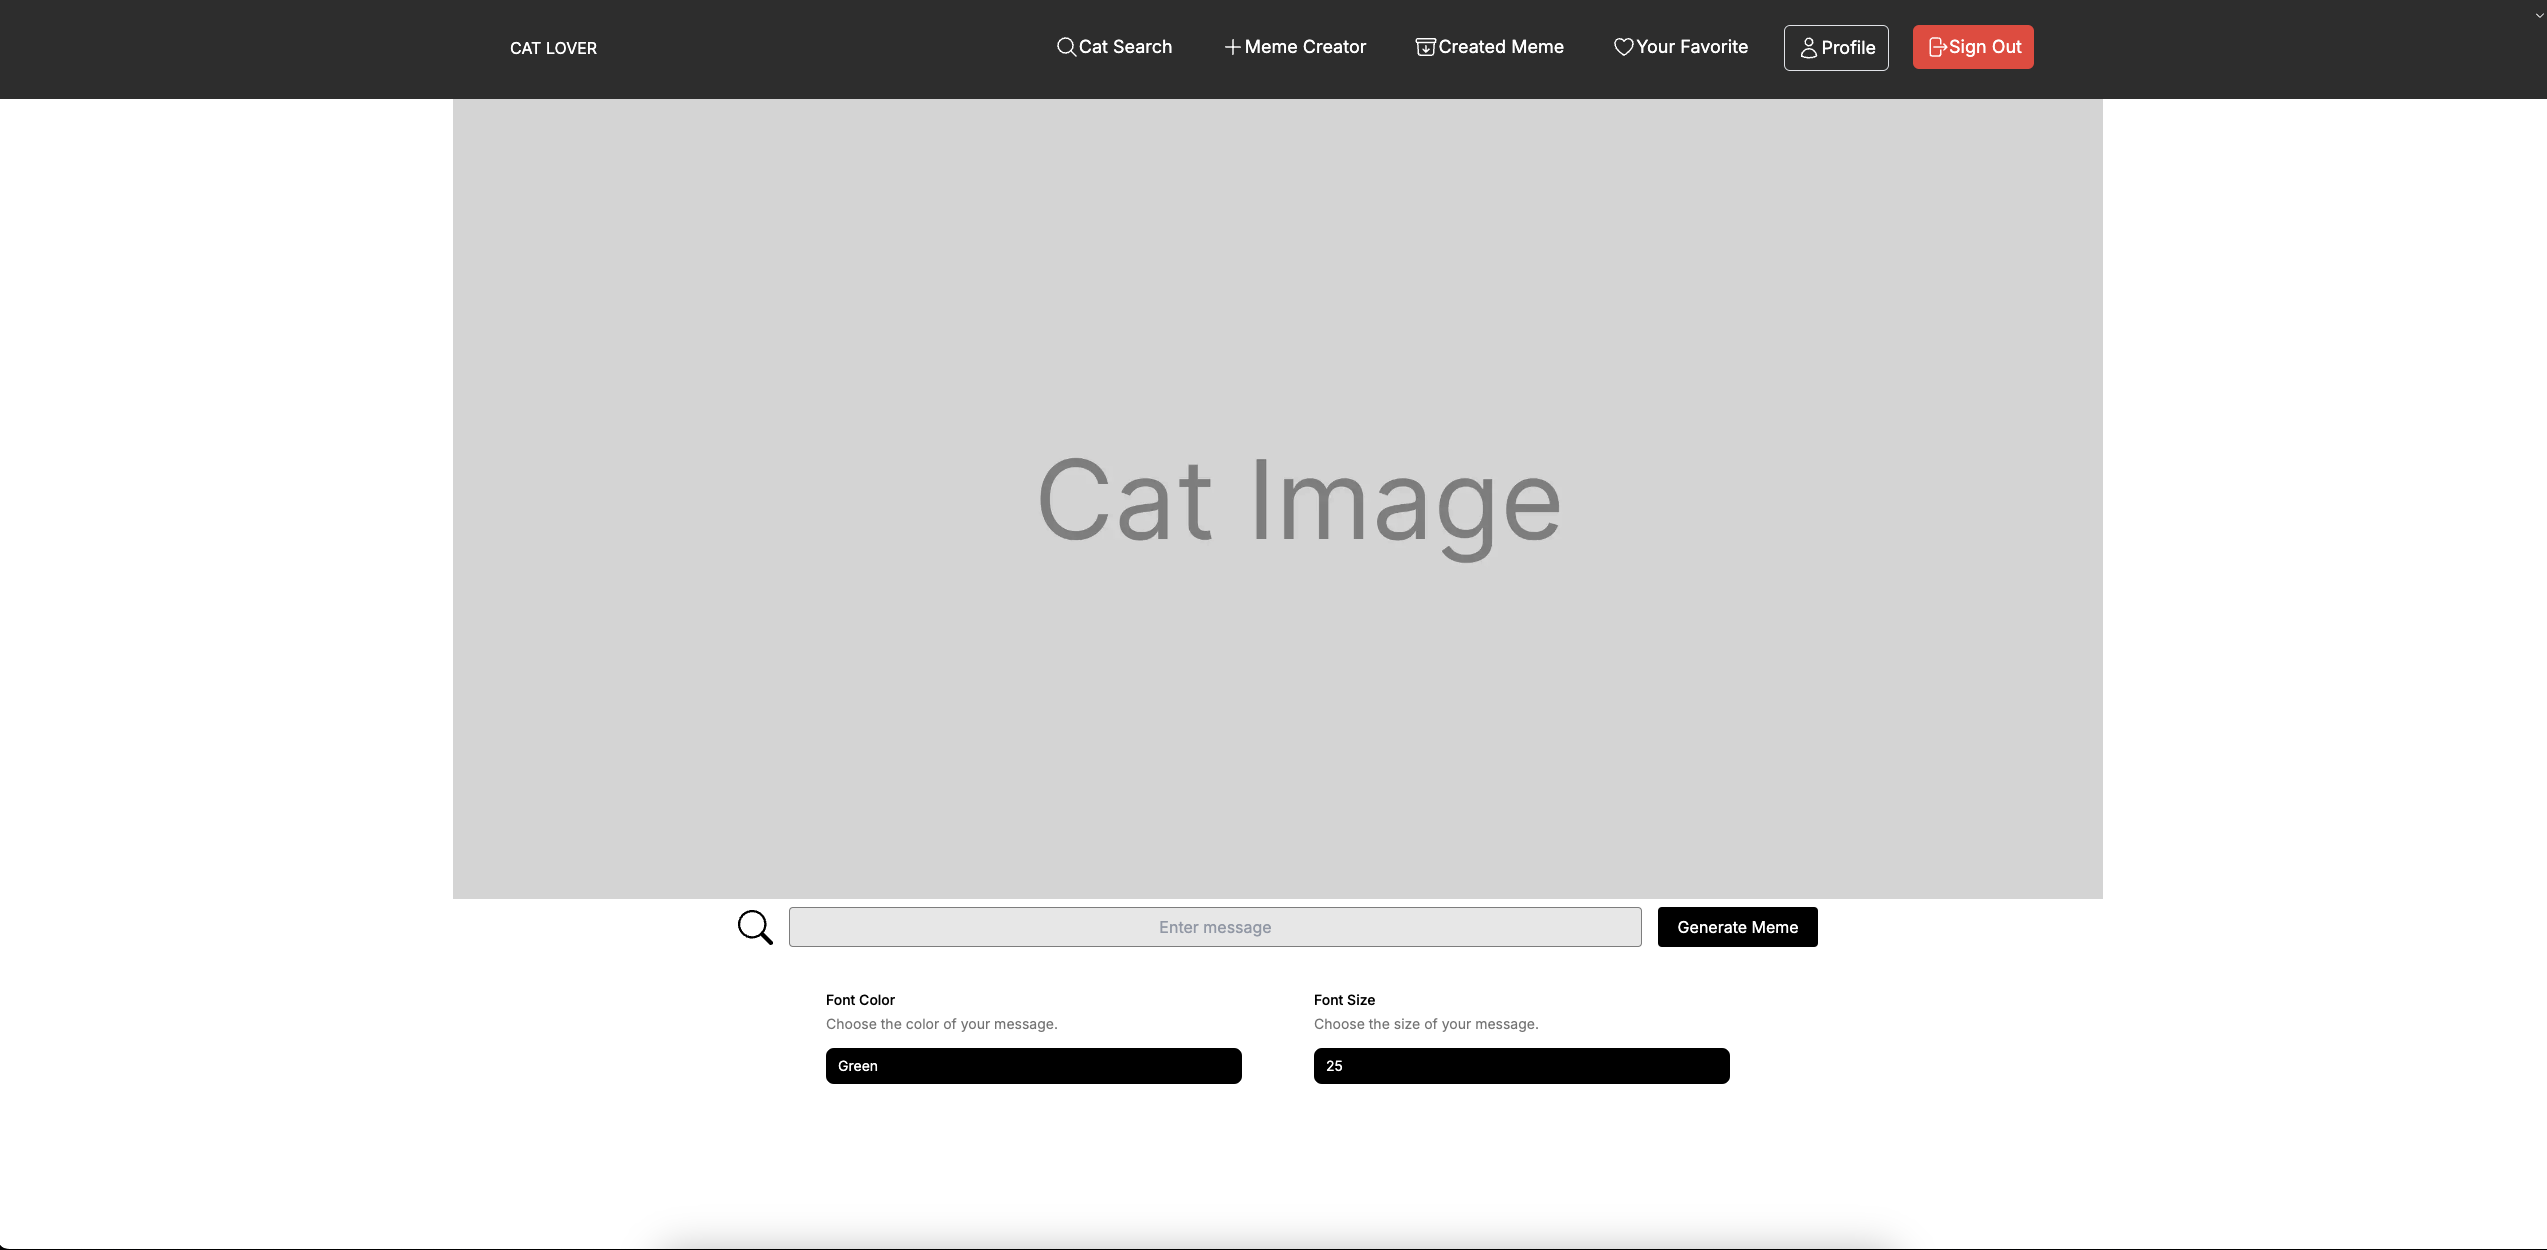 CAT LOVER
Cat Search
Meme Creator
Created Meme
Your Favorite
Profile
Sign Out
Cat Image
Enter message
Generate Meme
Font Color
Choose the color of your message.
Green
Font Size
Choose the size of your message.
25